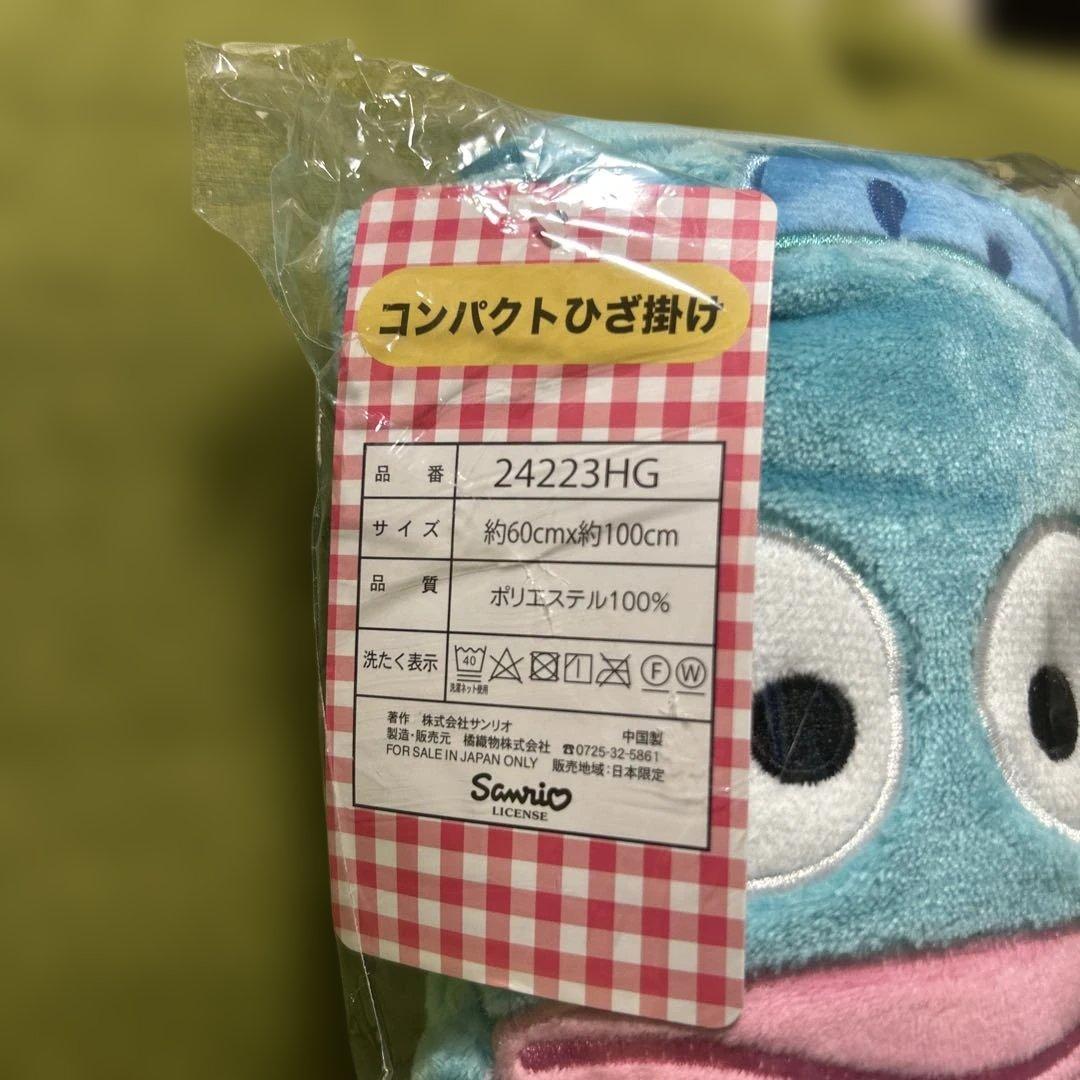 コンパクトひざ掛け
品番 24223HG
サイズ 約60cmx約100cm
品質 ポリエステル100%
洗たく表示 40 F W
洗濯ネット使用
著作 株式会社サンリオ 中国製
製造・販売元 橘織物株式会社 ☎0725-32-5861
FOR SALE IN JAPAN ONLY 販売地域:日本限定
Sanrio
LICENSE